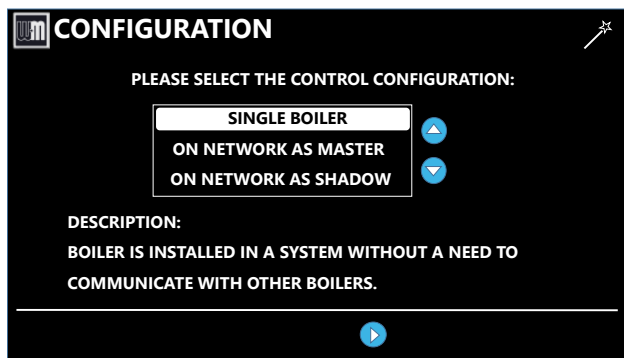 wm CONFIGURATION
PLEASE SELECT THE CONTROL CONFIGURATION:
SINGLE BOILER
ON NETWORK AS MASTER
ON NETWORK AS SHADOW
DESCRIPTION:
BOILER IS INSTALLED IN A SYSTEM WITHOUT A NEED TO
COMMUNICATE WITH OTHER BOILERS.